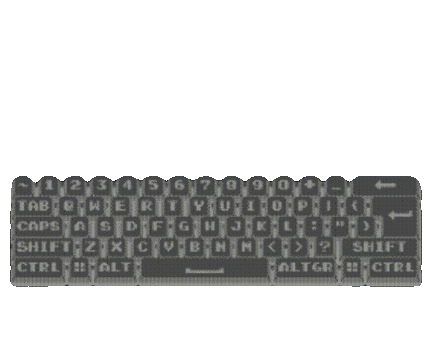 ~ 1 2 3 4 5 6 7 8 9 0 + _ ←
TAB Q W E R T Y U I O P | (
CAPS A S D F G H J K L : " )
SHIFT Z X C V B N M < > ? SHIFT
CTRL ALT ALTGR CTRL